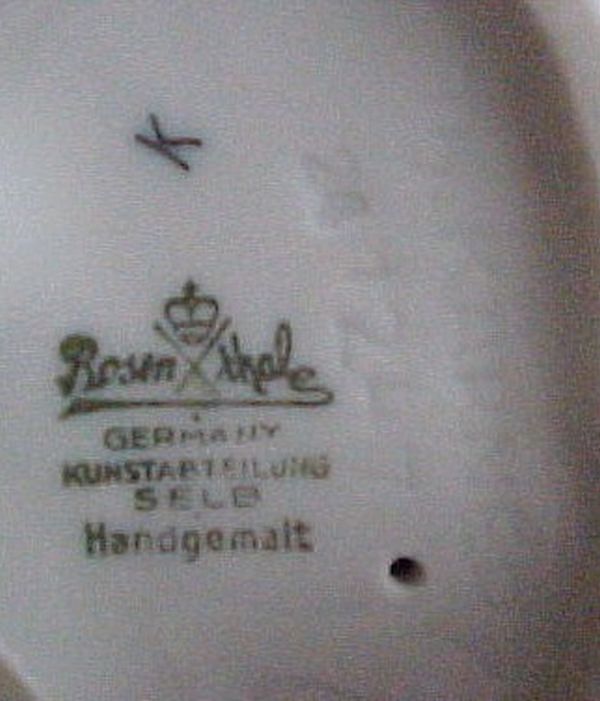 K
Rosenthal
GERMANY
KUNSTABTEILUNG
SELB
Handgemalt